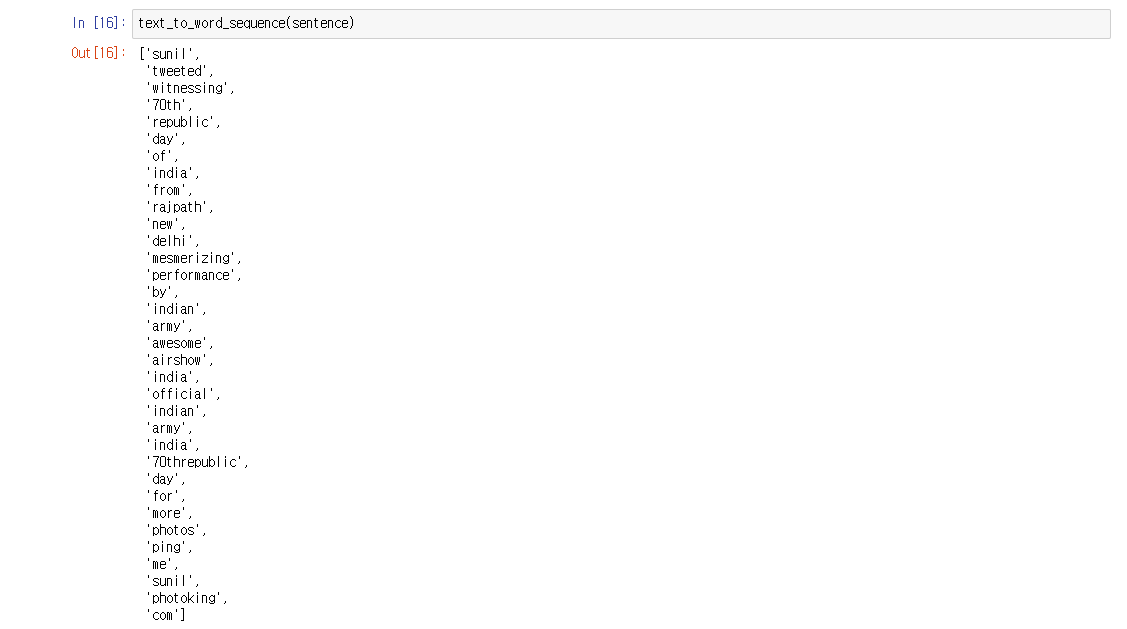 In [16]: text_to_word_sequence(sentence)
Out[16]: ['sunil',
'tweeted',
'witnessing',
'70th',
'republic',
'day',
'of',
'india',
'from',
'rajpath',
'new',
'delhi',
'mesmerizing',
'performance',
'by',
'indian',
'army',
'awesome',
'airshow',
'india',
'official',
'indian',
'army',
'india',
'70threpublic',
'day',
'for',
'more',
'photos',
'ping',
'me',
'sunil',
'photoking',
'com']